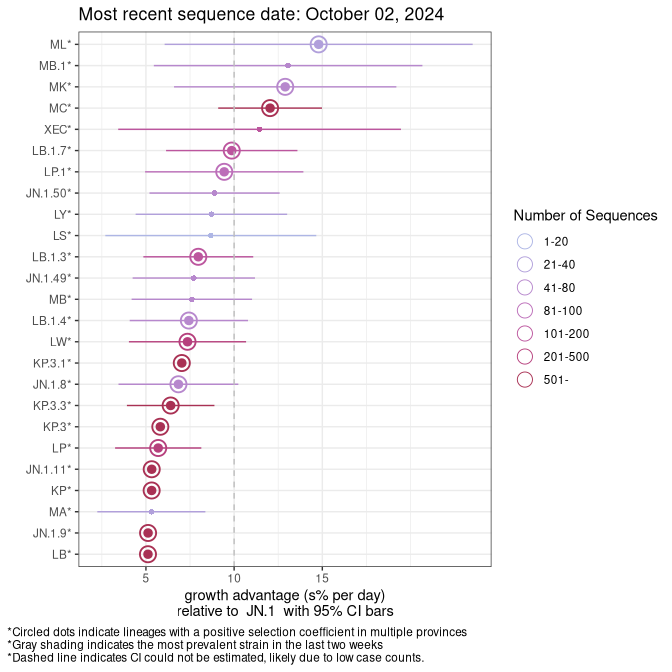 Most recent sequence date: October 02, 2024
ML*
MB.1*
MK*
MC*
XEC*
LB.1.7*
LP.1*
JN.1.50*
LY*
LS*
LB.1.3*
JN.1.49*
MB*
LB.1.4*
LW*
KP.3.1*
JN.1.8*
KP.3.3*
KP.3*
LP*
JN.1.11*
KP*
MA*
JN.1.9*
LB*
5 10 15
growth advantage (s% per day)
relative to JN.1 with 95% CI bars
Number of Sequences
1-20
21-40
41-80
81-100
101-200
201-500
501-
*Circled dots indicate lineages with a positive selection coefficient in multiple provinces
*Gray shading indicates the most prevalent strain in the last two weeks
*Dashed line indicates CI could not be estimated, likely due to low case counts.